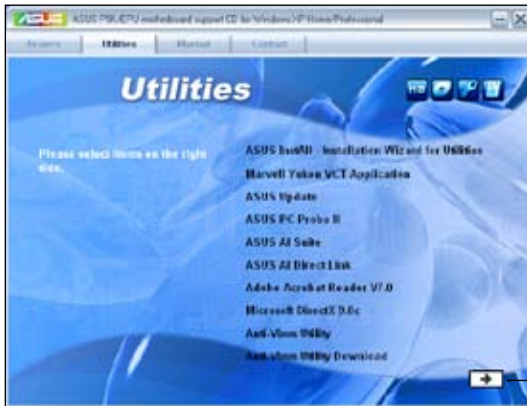 ASUS P5K/EPU motherboard support CD for Windows XP Home/Professional
Drivers Utilities Manual Contact
Utilities
Please select items on the right side.
ASUS InstAll - Installation Wizard for Utilities
Marvell Yukon VCT Application
ASUS Update
ASUS PC Probe II
ASUS AI Suite
ASUS AI Direct Link
Adobe Acrobat Reader V7.0
Microsoft DirectX 9.0c
Anti-Virus Utility
Anti-Virus Utility Download